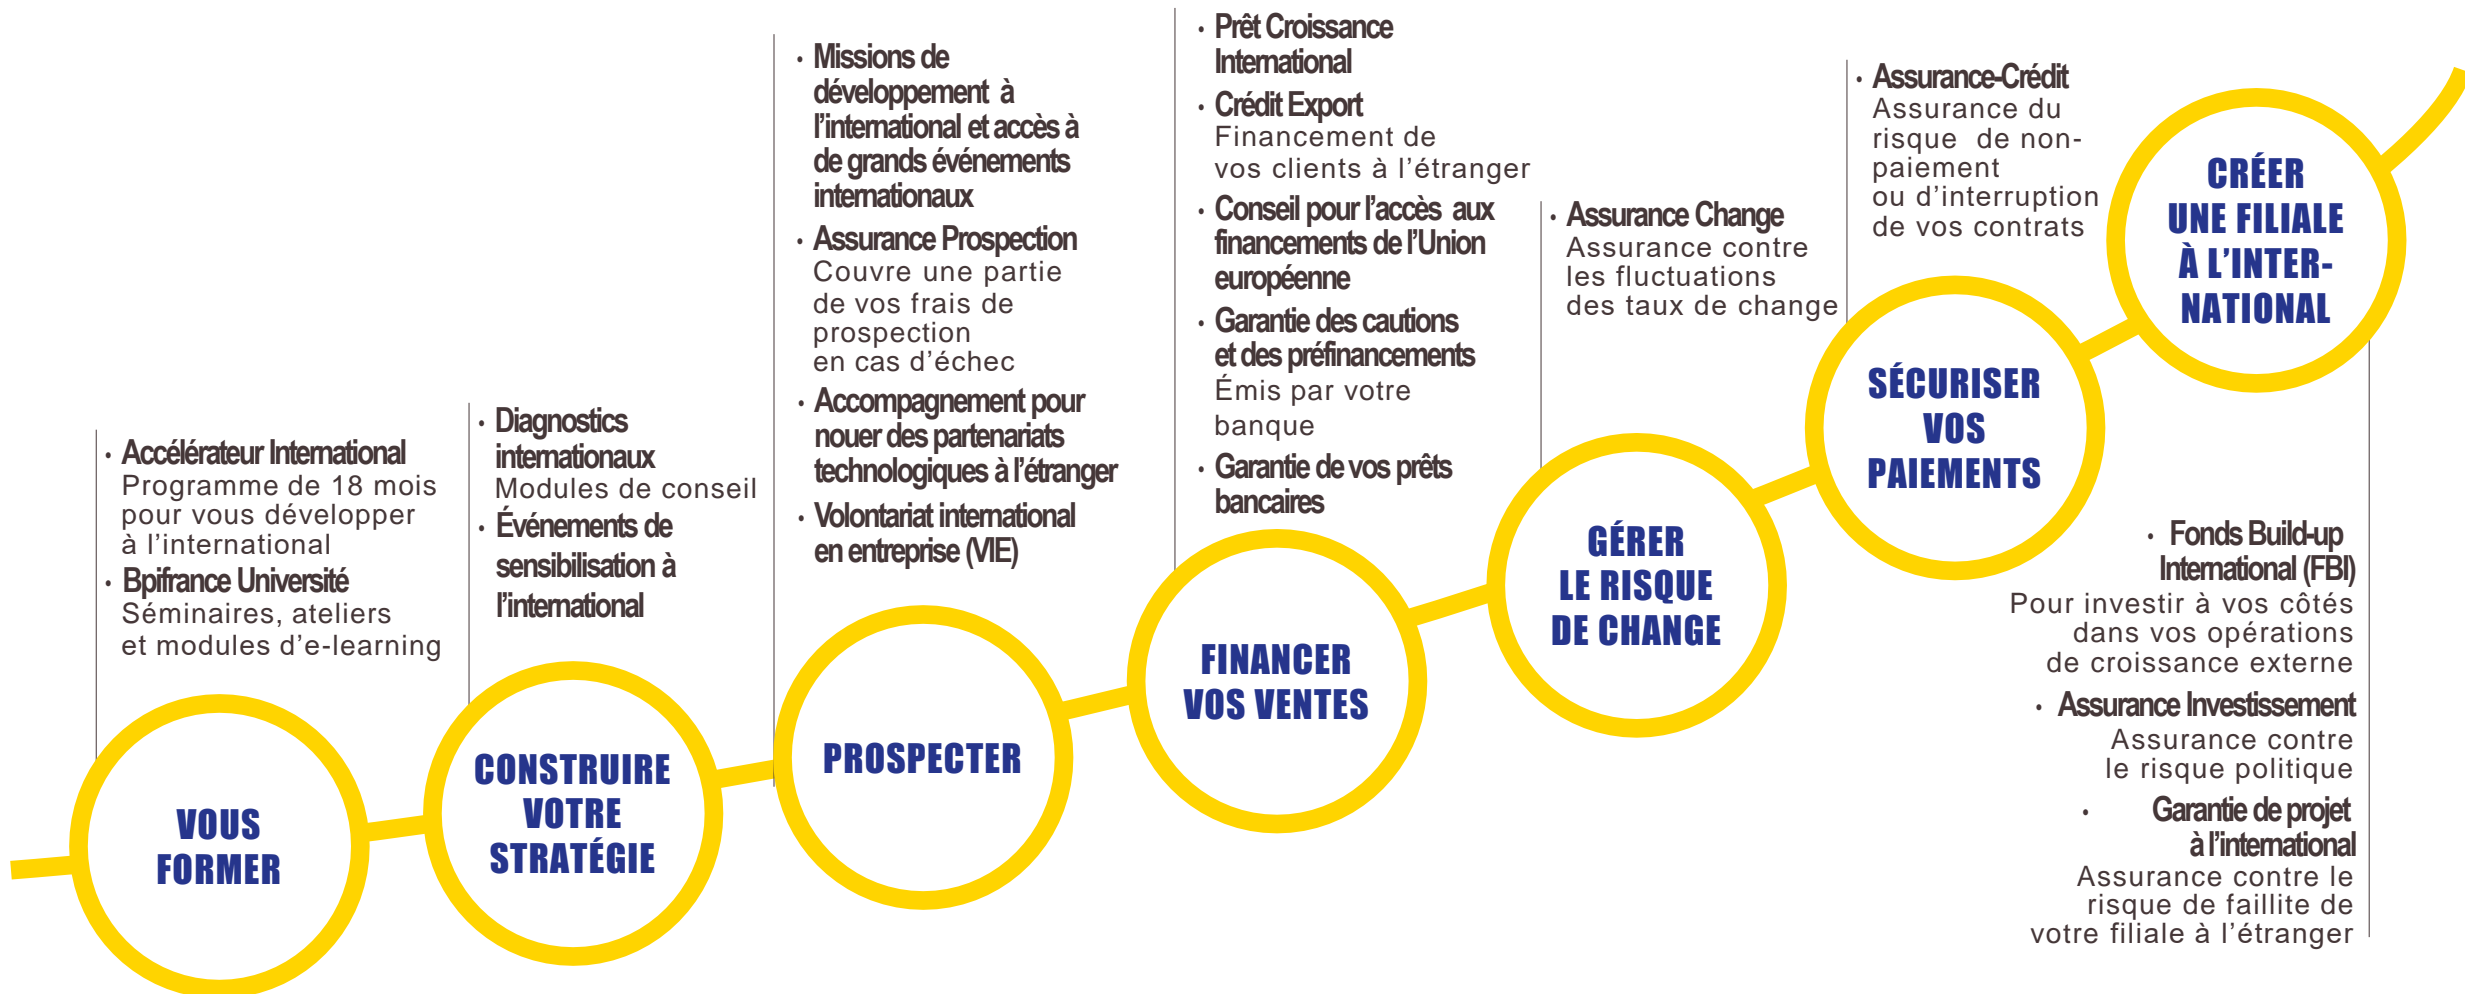 • Accélérateur International
Programme de 18 mois
pour vous développer
à l’international
• Bpifrance Université
Séminaires, ateliers
et modules d’e-learning
VOUS
FORMER
• Diagnostics
internationaux
Modules de conseil
• Événements de
sensibilisation à
l’international
CONSTRUIRE
VOTRE
STRATÉGIE
• Missions de
développement à
l’international et accès à
de grands événements
internationaux
• Assurance Prospection
Couvre une partie
de vos frais de
prospection
en cas d’échec
• Accompagnement pour
nouer des partenariats
technologiques à l’étranger
• Volontariat international
en entreprise (VIE)
PROSPECTER
• Prêt Croissance
International
• Crédit Export
Financement de
vos clients à l’étranger
• Conseil pour l’accès aux
financements de l’Union
européenne
• Garantie des cautions
et des préfinancements
Émis par votre
banque
• Garantie de vos prêts
bancaires
FINANCER
VOS VENTES
• Assurance Change
Assurance contre
les fluctuations
des taux de change
GÉRER
LE RISQUE
DE CHANGE
• Assurance-Crédit
Assurance du
risque de non-
paiement
ou d’interruption
de vos contrats
SÉCURISER
VOS
PAIEMENTS
CRÉER
UNE FILIALE
À L’INTER-
NATIONAL
• Fonds Build-up
International (FBI)
Pour investir à vos côtés
dans vos opérations
de croissance externe
• Assurance Investissement
Assurance contre
le risque politique
• Garantie de projet
à l’international
Assurance contre le
risque de faillite de
votre filiale à l’étranger